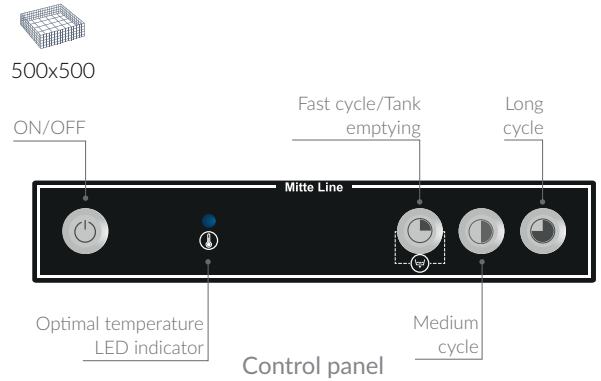 500x500
Fast cycle/Tank
emptying
Long
cycle
ON/OFF
Mitte Line
Optimal temperature
LED indicator
Medium
cycle
Control panel